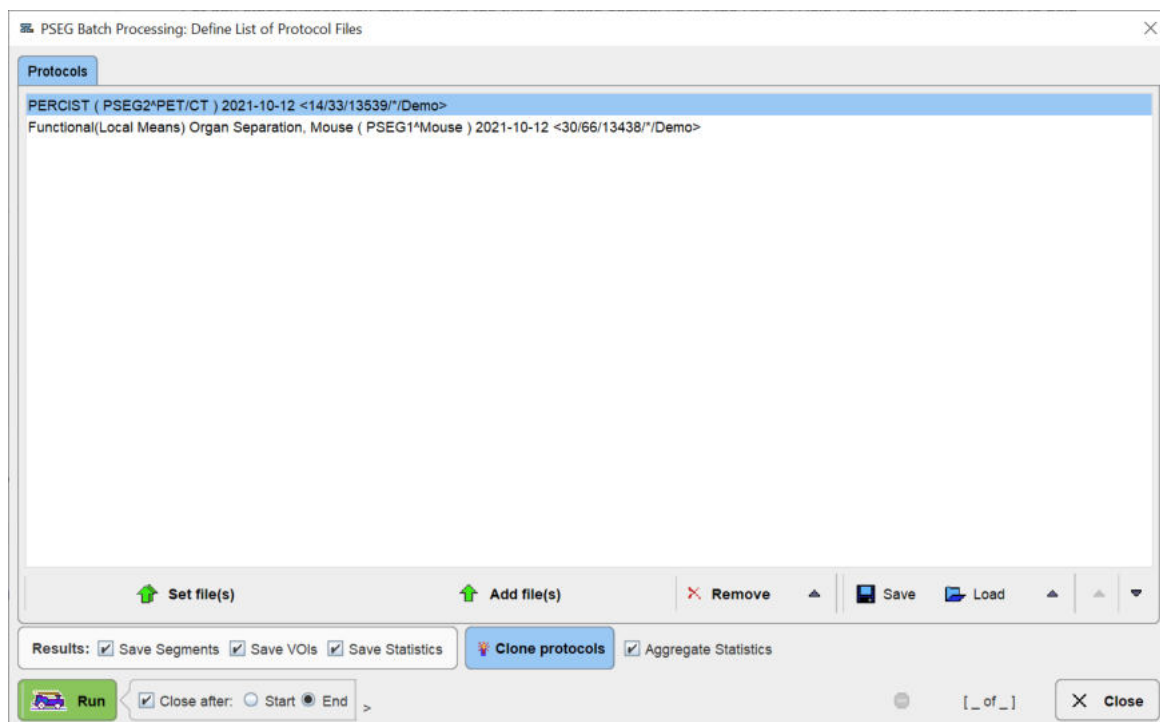 PSEG Batch Processing: Define List of Protocol Files
Protocols
PERCIST ( PSEG2^PET/CT ) 2021-10-12 <14/33/13539/*/Demo>
Functional(Local Means) Organ Separation, Mouse ( PSEG1^Mouse ) 2021-10-12 <30/66/13438/*/Demo>
Set file(s) Add file(s) Remove Save Load
Results: Save Segments Save VOIs Save Statistics Clone protocols Aggregate Statistics
Run Close after: Start End > [ _ of _ ] Close